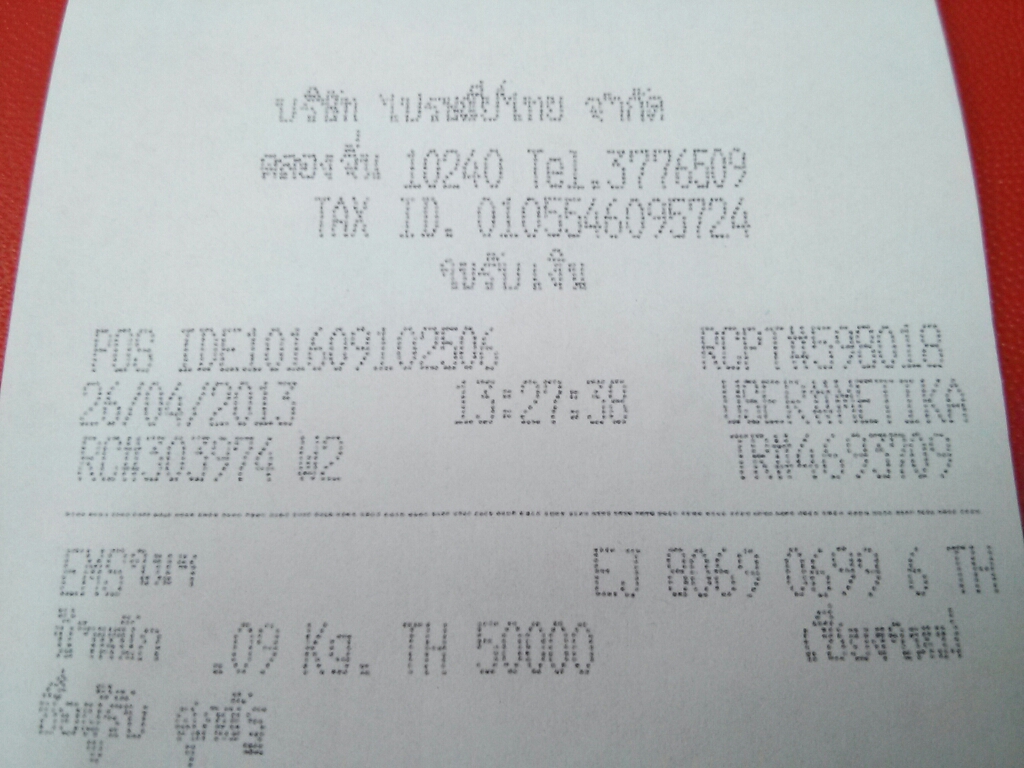 บริษัท ไปรษณีย์ไทย จำกัด
คลองจั่น 10240 Tel.3776509
TAX ID. 0105546095724
ใบรับเงิน
POS IDE101609102506 RCPT#598018
26/04/2013 13:27:38 USER#METIKA
RC#303974 W2 TR#4693709
EMSในปท EJ 8069 0699 6 TH
น้ำหนัก .09 Kg. TH 50000 เชียงใหม่
ชื่อผู้รับ